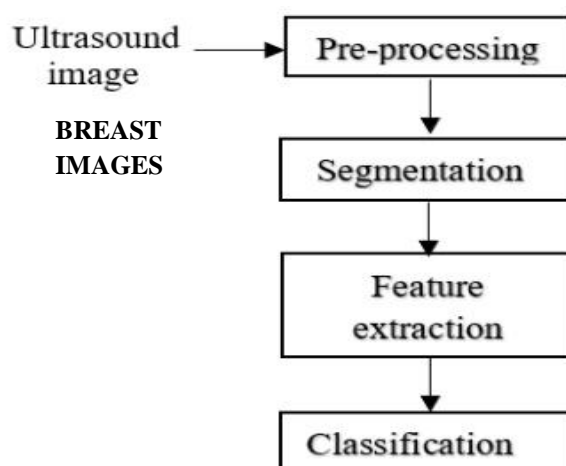 Ultrasound
image
BREAST
IMAGES
Pre-processing
Segmentation
Feature
extraction
Classification